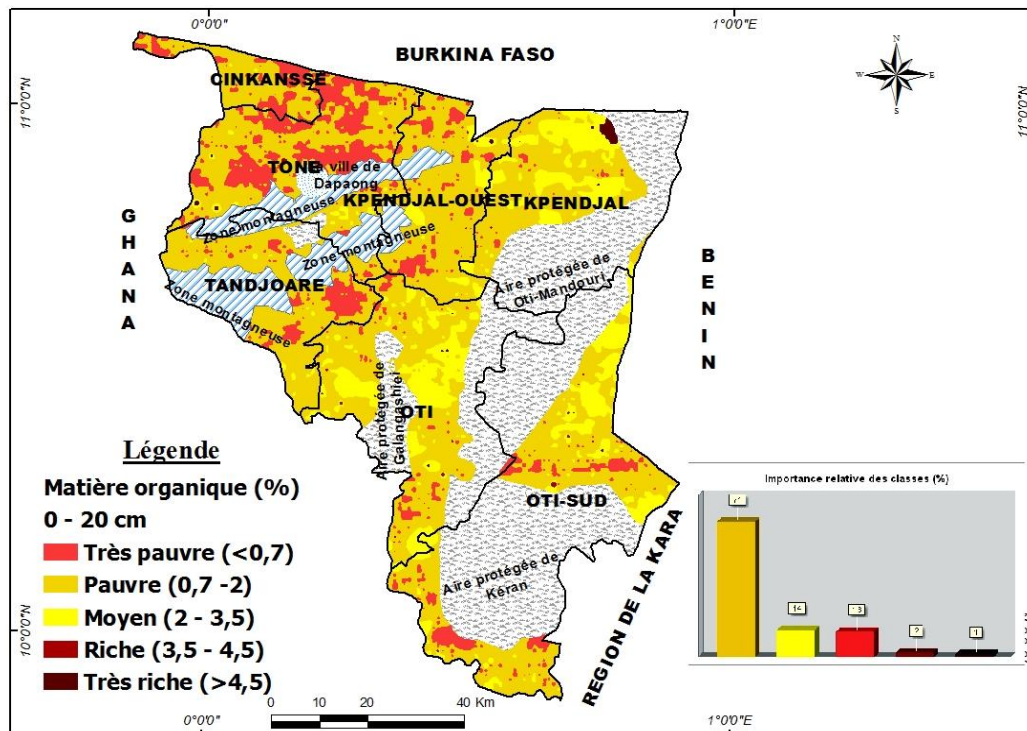 0°0'0"
1°0'0"E
N
W
E
S
11°0'0"N
11°0'0"N
BURKINA FASO
CINKANSSE
TONE
la ville de
Dapaong
KPENDJAL-OUEST
KPENDJAL
Zone montagneuse
Zone montagneuse
Zone montagneuse
TANDJOARE
GHANA
BENIN
Aire protégée de
Oti-Mandouri
OTI
Aire protégée de
Galangashiel
OTI-SUD
Aire protégée de
Kéran
REGION DE LA KARA
Légende
Matière organique (%)
0 - 20 cm
Très pauvre (<0,7)
Pauvre (0,7 -2)
Moyen (2 - 3,5)
Riche (3,5 - 4,5)
Très riche (>4,5)
Importance relative des classes (%)
14
13
2
10°0'0"N
0 10 20 40 Km
0°0'0"
1°0'0"E